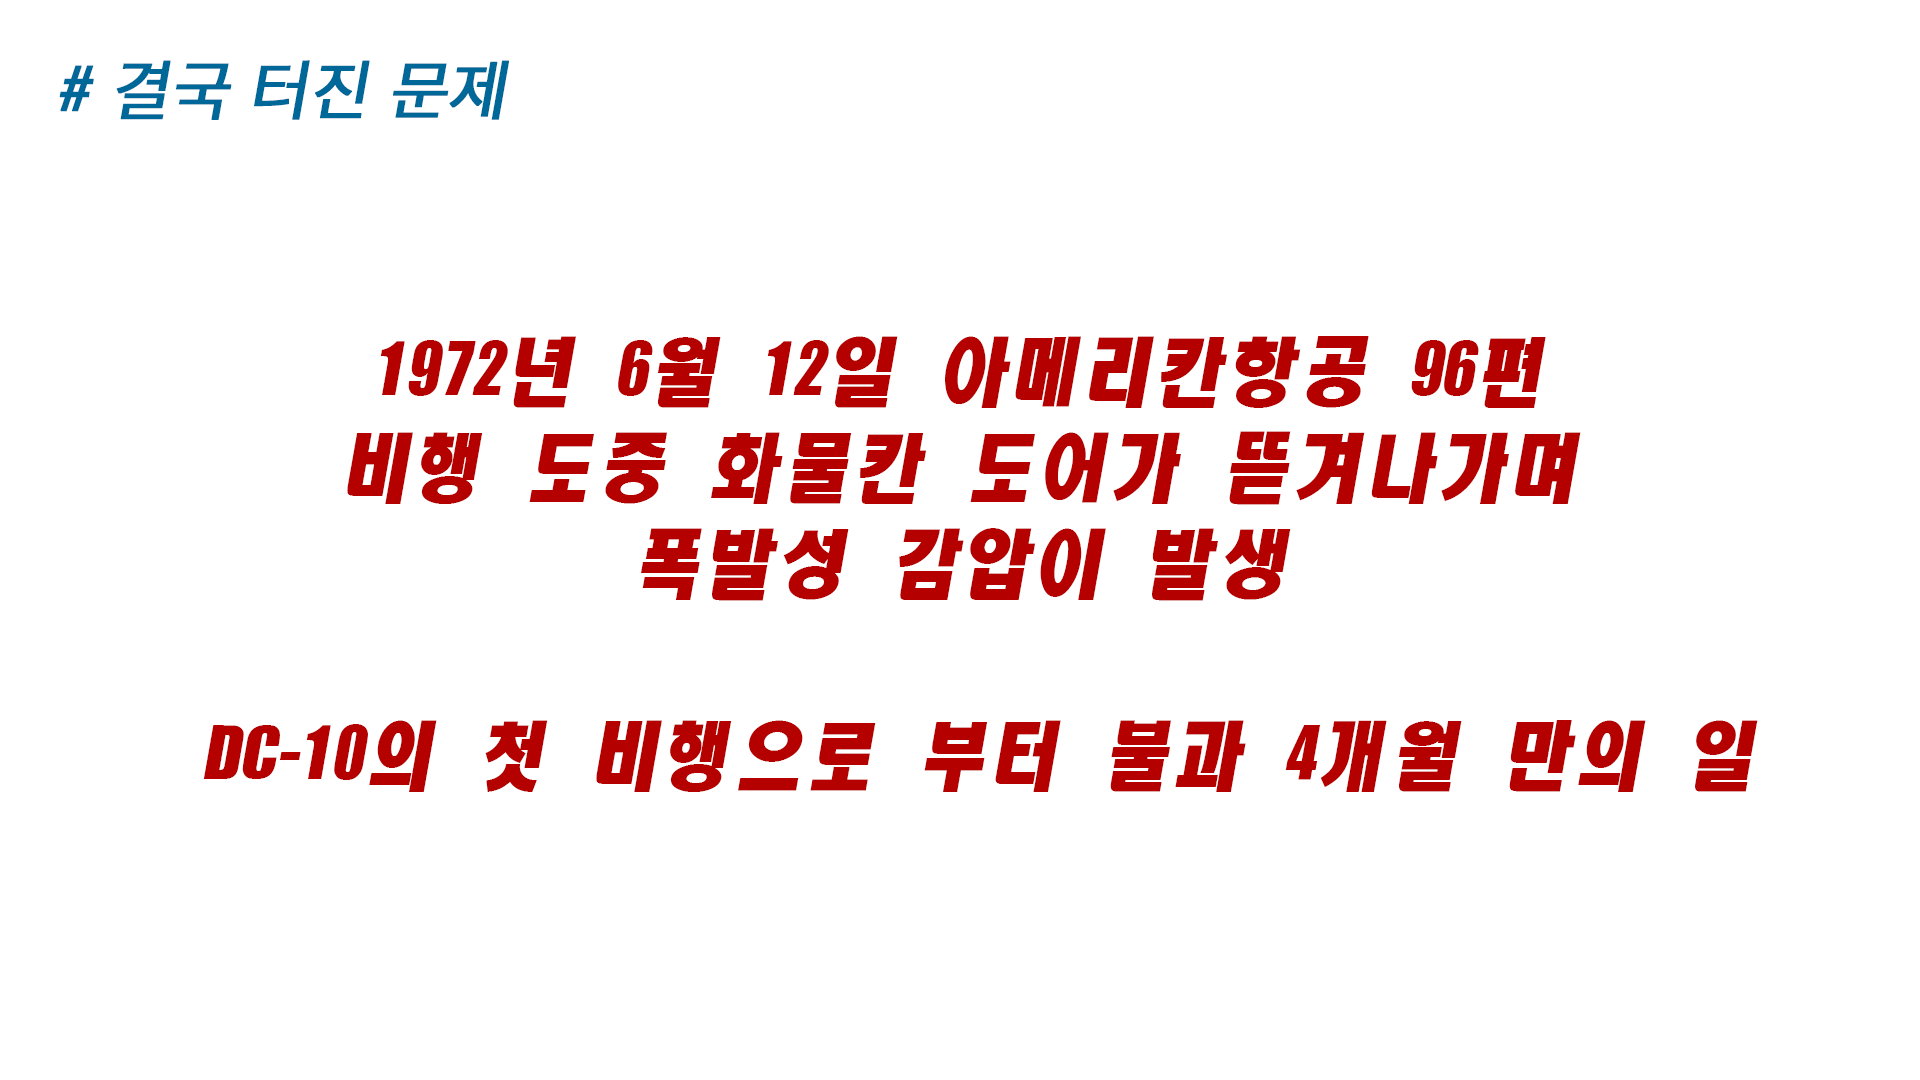 # 결국 터진 문제
1972년 6월 12일 아메리칸항공 96편
비행 도중 화물칸 도어가 뜯겨나가며
폭발성 감압이 발생
DC-10의 첫 비행으로 부터 불과 4개월 만의 일